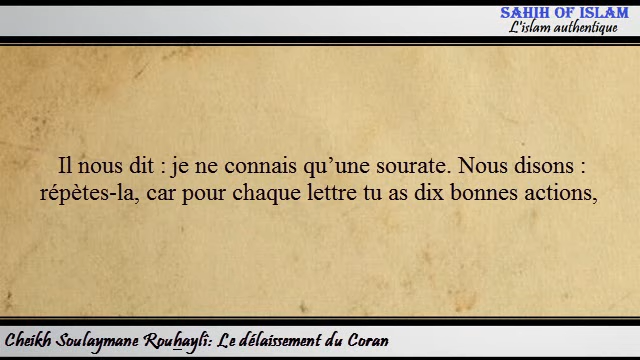 SAHIH OF ISLAM
L'islam authentique
Il nous dit : je ne connais qu’une sourate. Nous disons :
répètes-la, car pour chaque lettre tu as dix bonnes actions,
Cheikh Soulaymane Rouhaylî: Le délaissement du Coran